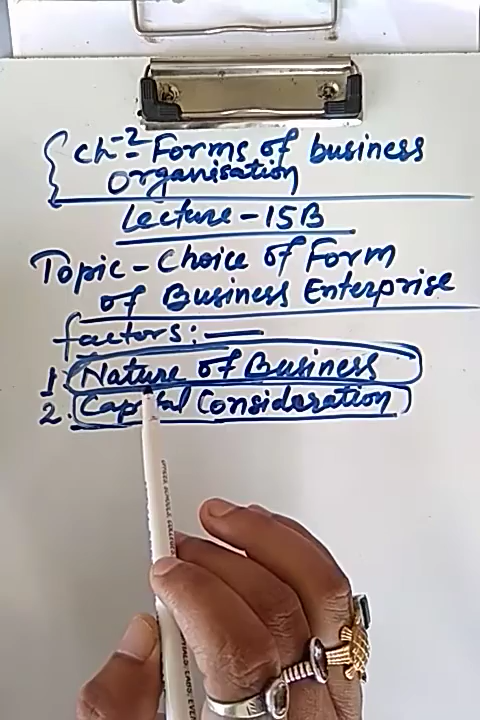 Ch-2-Forms of business
Organisation
Lecture-15B
Topic-Choice of Form
of Business Enterprise
factors:-
1. Nature of Business
2. Capital Consideration